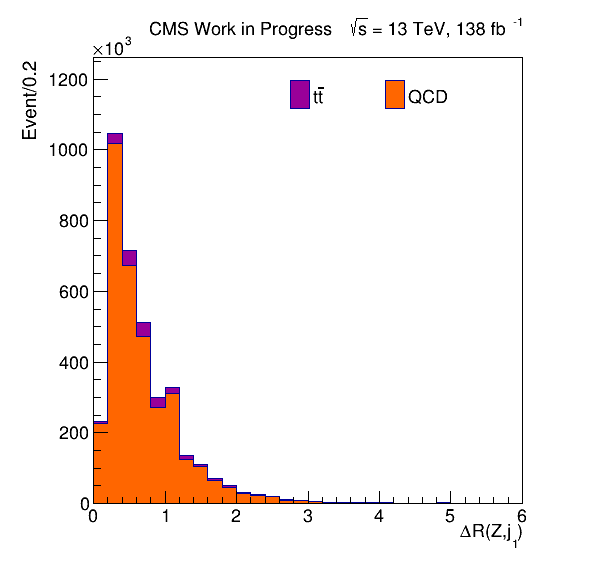 CMS Work in Progress √s = 13 TeV, 138 fb⁻¹
×10³
Event/0.2
1200
1000
800
600
400
200
0
tt̄
QCD
0 1 2 3 4 5 6
ΔR(Z,j₁)